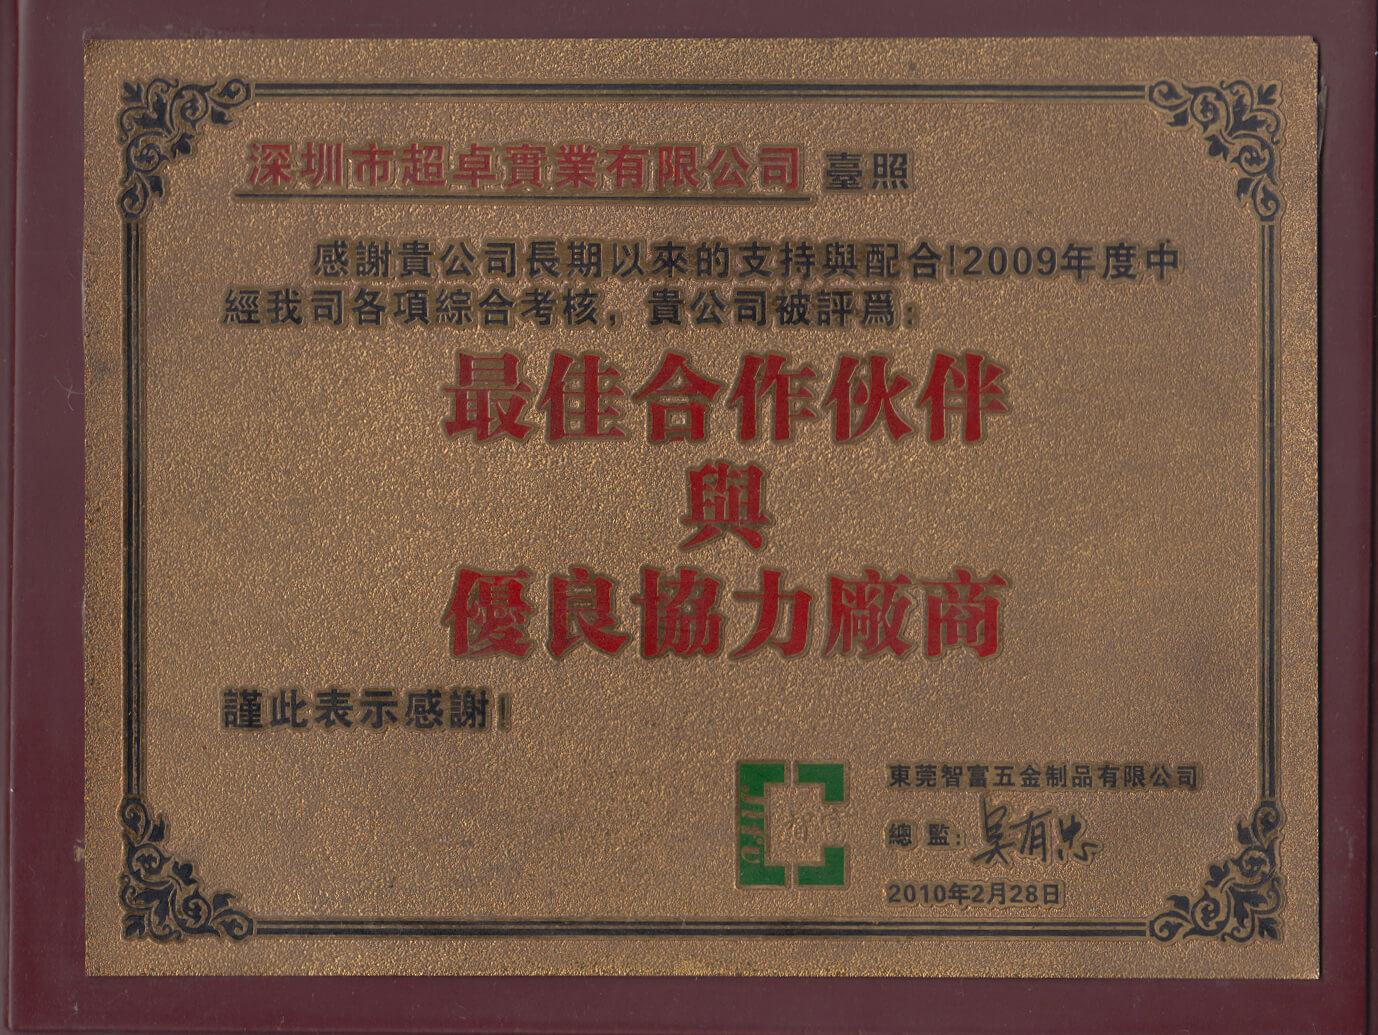 深圳市超卓實業有限公司 臺照
感謝貴公司長期以來的支持與配合!2009年度中
經我司各項綜合考核，貴公司被評爲：
最佳合作伙伴
與
優良協力廠商
謹此表示感謝!
東莞智富五金制品有限公司
智富
總監：吴有忠
2010年2月28日